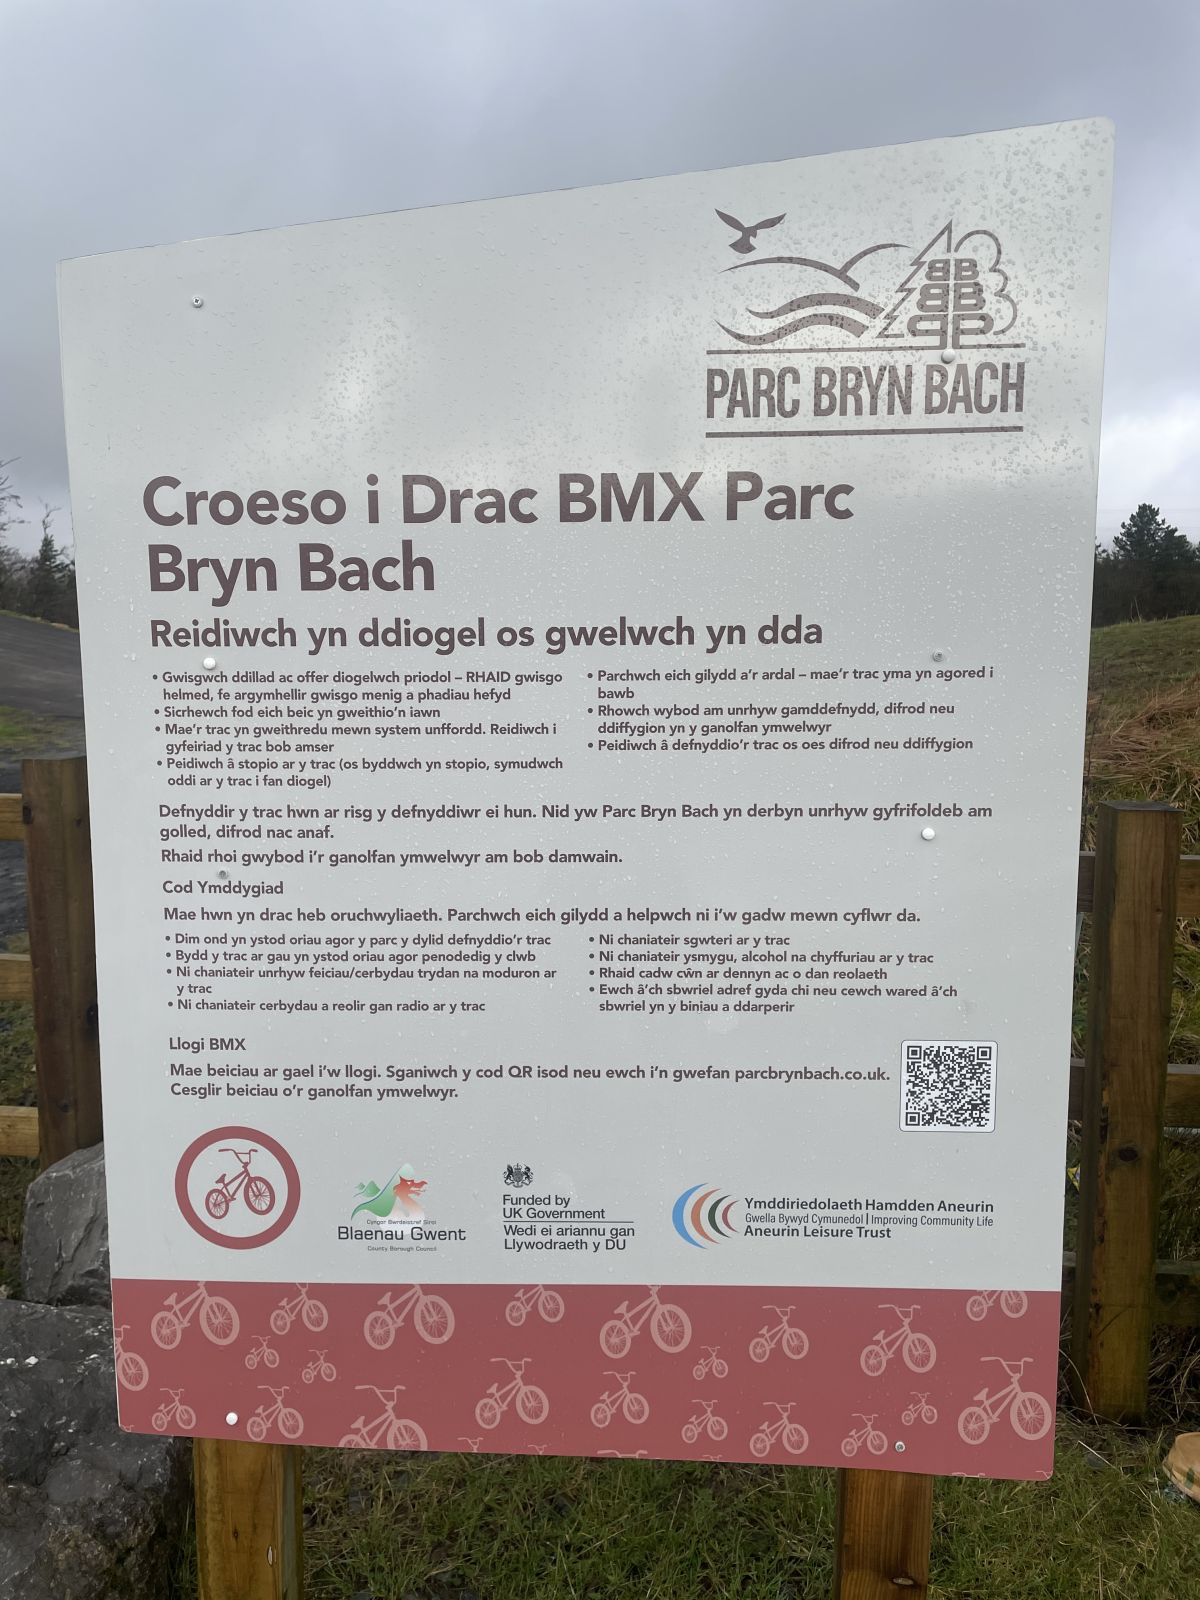 PARC BRYN BACH
Croeso i Drac BMX Parc
Bryn Bach
Reidiwch yn ddiogel os gwelwch yn dda
• Gwisgwch ddillad ac offer diogelwch priodol – RHAID gwisgo
helmed, fe argymhellir gwisgo menig a phadiau hefyd
• Sicrhewch fod eich beic yn gweithio'n iawn
• Mae'r trac yn gweithredu mewn system unffordd. Reidiwch i
gyfeiriad y trac bob amser
• Peidiwch â stopio ar y trac (os byddwch yn stopio, symudwch
oddi ar y trac i fan diogel)
• Parchwch eich gilydd a'r ardal – mae'r trac yma yn agored i
bawb
• Rhowch wybod am unrhyw gamddefnydd, difrod neu
ddiffygion yn y ganolfan ymwelwyr
• Peidiwch â defnyddio'r trac os oes difrod neu ddiffygion
Defnyddir y trac hwn ar risg y defnyddiwr ei hun. Nid yw Parc Bryn Bach yn derbyn unrhyw gyfrifoldeb am
golled, difrod nac anaf.
Rhaid rhoi gwybod i'r ganolfan ymwelwyr am bob damwain.
Cod Ymddygiad
Mae hwn yn drac heb oruchwyliaeth. Parchwch eich gilydd a helpwch ni i'w gadw mewn cyflwr da.
• Dim ond yn ystod oriau agor y parc y dylid defnyddio'r trac
• Bydd y trac ar gau yn ystod oriau agor penodedig y clwb
• Ni chaniateir unrhyw feiciau/cerbydau trydan na moduron ar
y trac
• Ni chaniateir cerbydau a reolir gan radio ar y trac
• Ni chaniateir sgwteri ar y trac
• Ni chaniateir ysmygu, alcohol na chyffuriau ar y trac
• Rhaid cadw cŵn ar dennyn ac o dan reolaeth
• Ewch â'ch sbwriel adref gyda chi neu cewch wared â'ch
sbwriel yn y biniau a ddarperir
Llogi BMX
Mae beiciau ar gael i'w llogi. Sganiwch y cod QR isod neu ewch i'n gwefan parcbrynbach.co.uk.
Cesglir beiciau o'r ganolfan ymwelwyr.
Cyngor Bwrdeistref Sirol
Blaenau Gwent
County Borough Council
Funded by
UK Government
Wedi ei ariannu gan
Llywodraeth y DU
Ymddiriedolaeth Hamdden Aneurin
Gwella Bywyd Cymunedol | Improving Community Life
Aneurin Leisure Trust